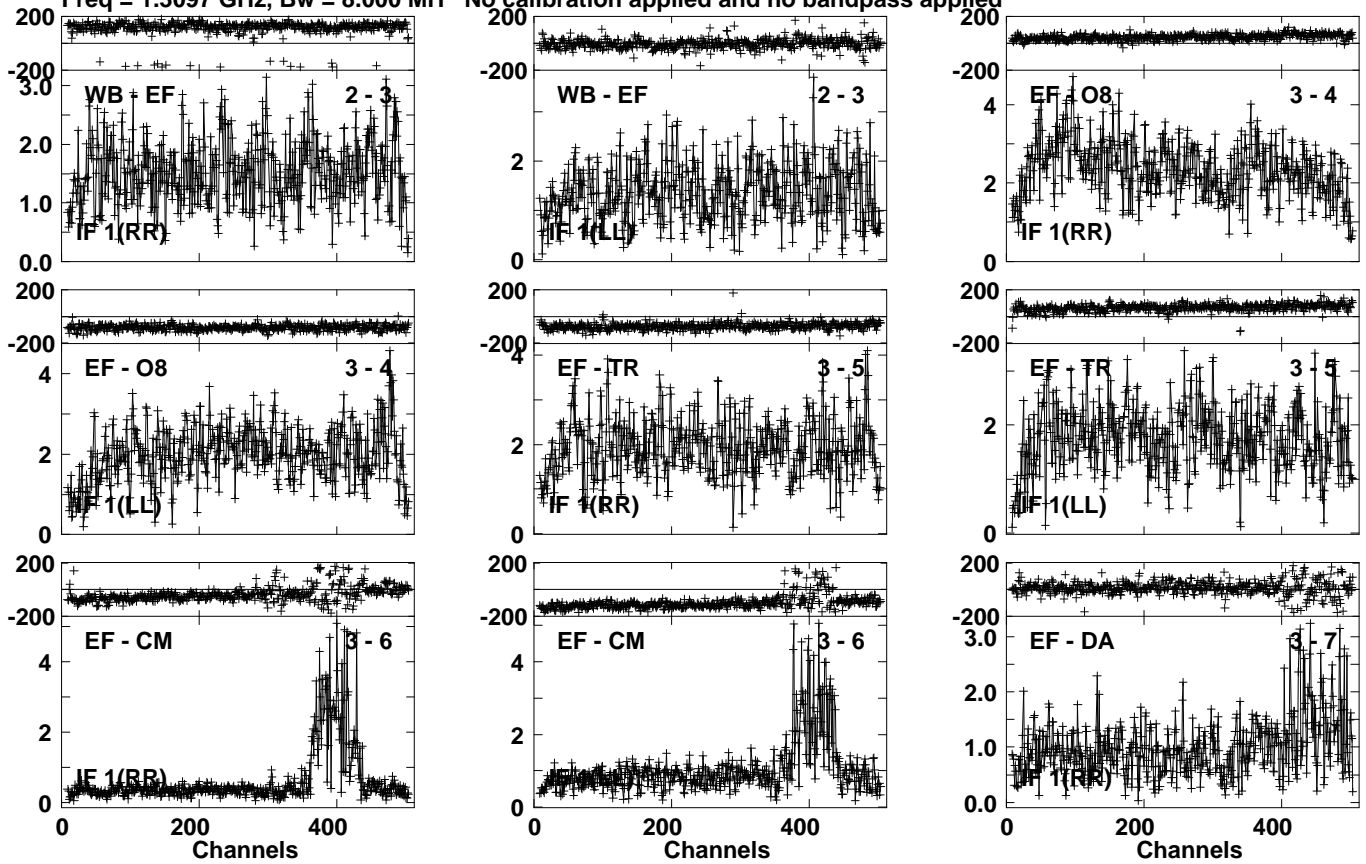 Freq = 1.5097 GHz, Bw = 8.000 MH No calibration applied and no bandpass applied
200 200 200
-200 -200 -200
3.0 WB - EF 2 - 3 WB - EF 2 - 3 4 EF - O8 3 - 4
2.0 2 2
1.0
IF 1(RR) IF 1(LL) IF 1(RR)
0.0 0 0
200 200 200
-200 -200 -200
4 EF - O8 3 - 4 4 EF - TR 3 - 5 EF - TR 3 - 5
2 2 2
IF 1(LL) IF 1(RR) IF 1(LL)
0 0 0
200 200 200
-200 -200 -200
4 EF - CM 3 - 6 4 EF - CM 3 - 6 3.0 EF - DA 3 - 7
2 2 2.0
1.0
IF 1(RR) IF 1(RR)
0 0 0.0
0 200 400 0 200 400 0 200 400
Channels Channels Channels